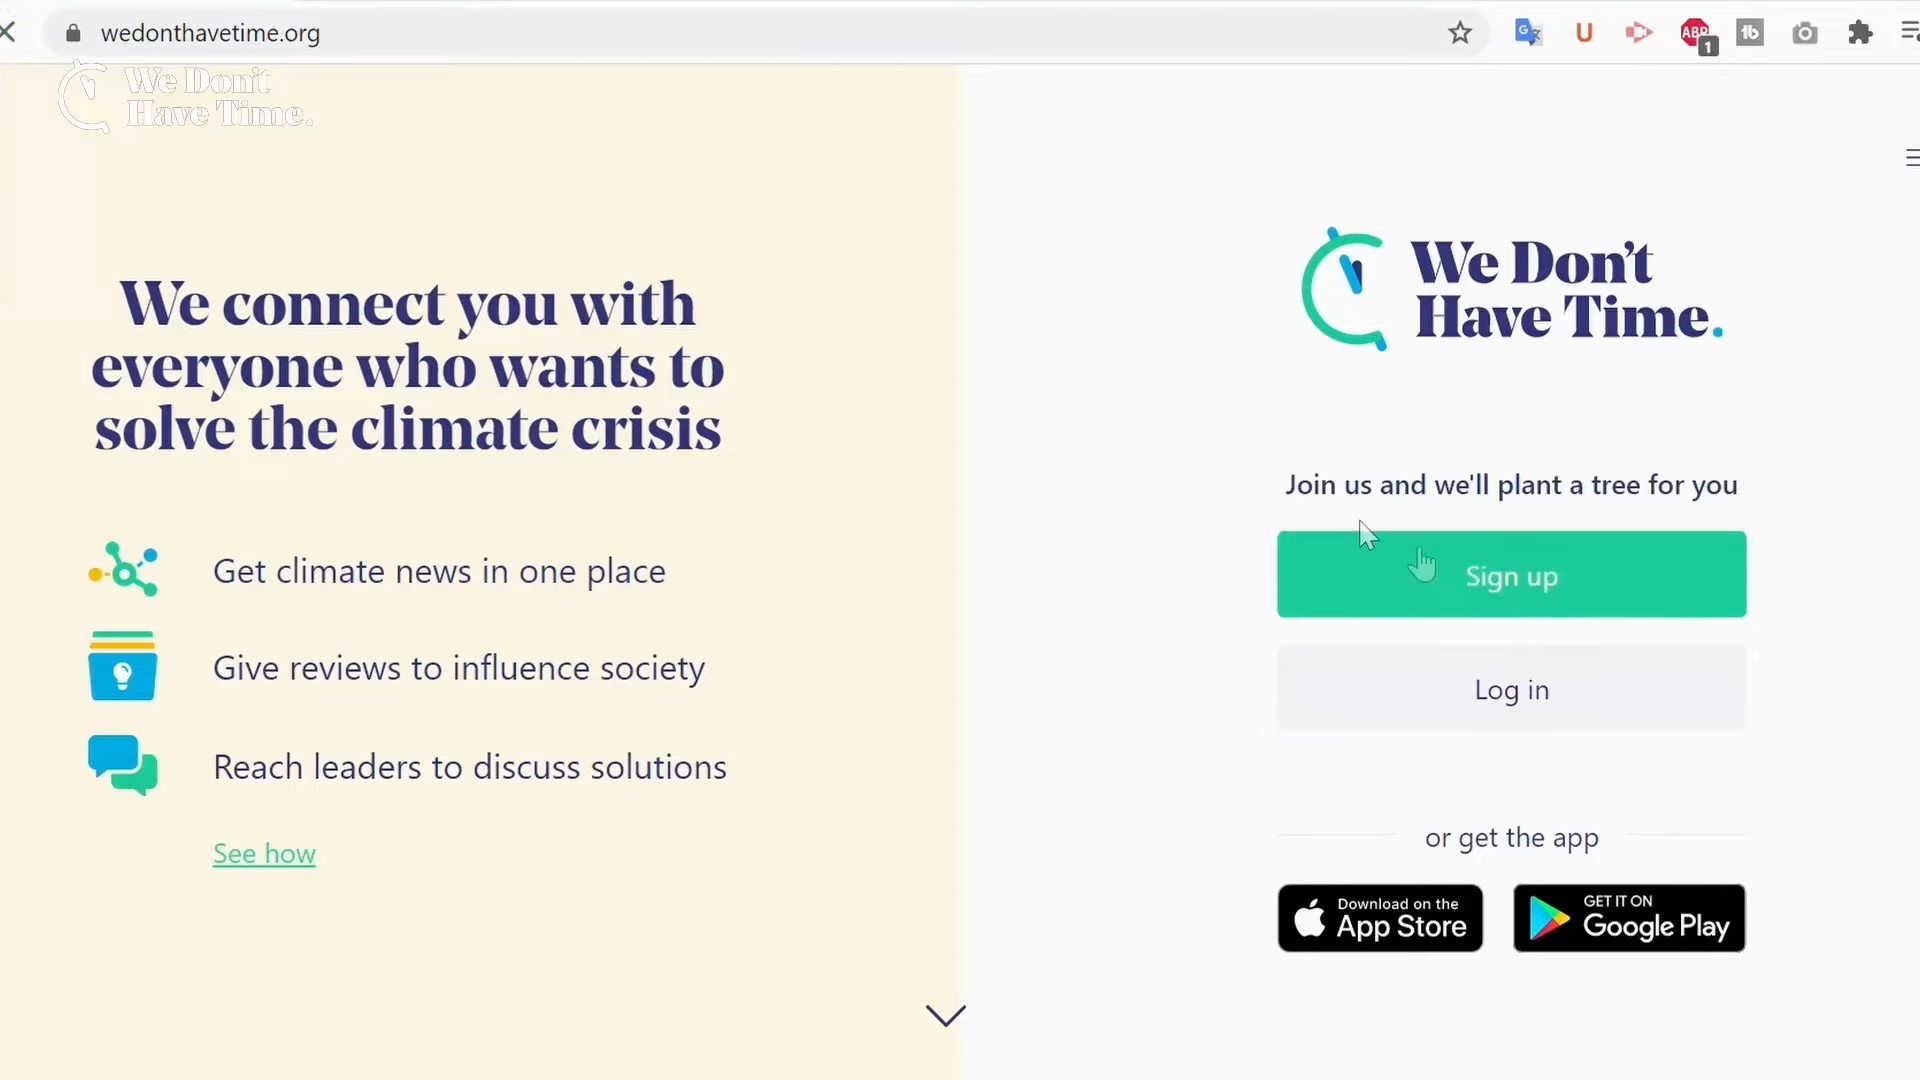 wedonthavetime.org
ABP
1
tb
We Don't
Have Time.
We connect you with
everyone who wants to
solve the climate crisis
Get climate news in one place
Give reviews to influence society
Reach leaders to discuss solutions
See how
We Don't
Have Time.
Join us and we'll plant a tree for you
Sign up
Log in
or get the app
Download on the
App Store
GET IT ON
Google Play